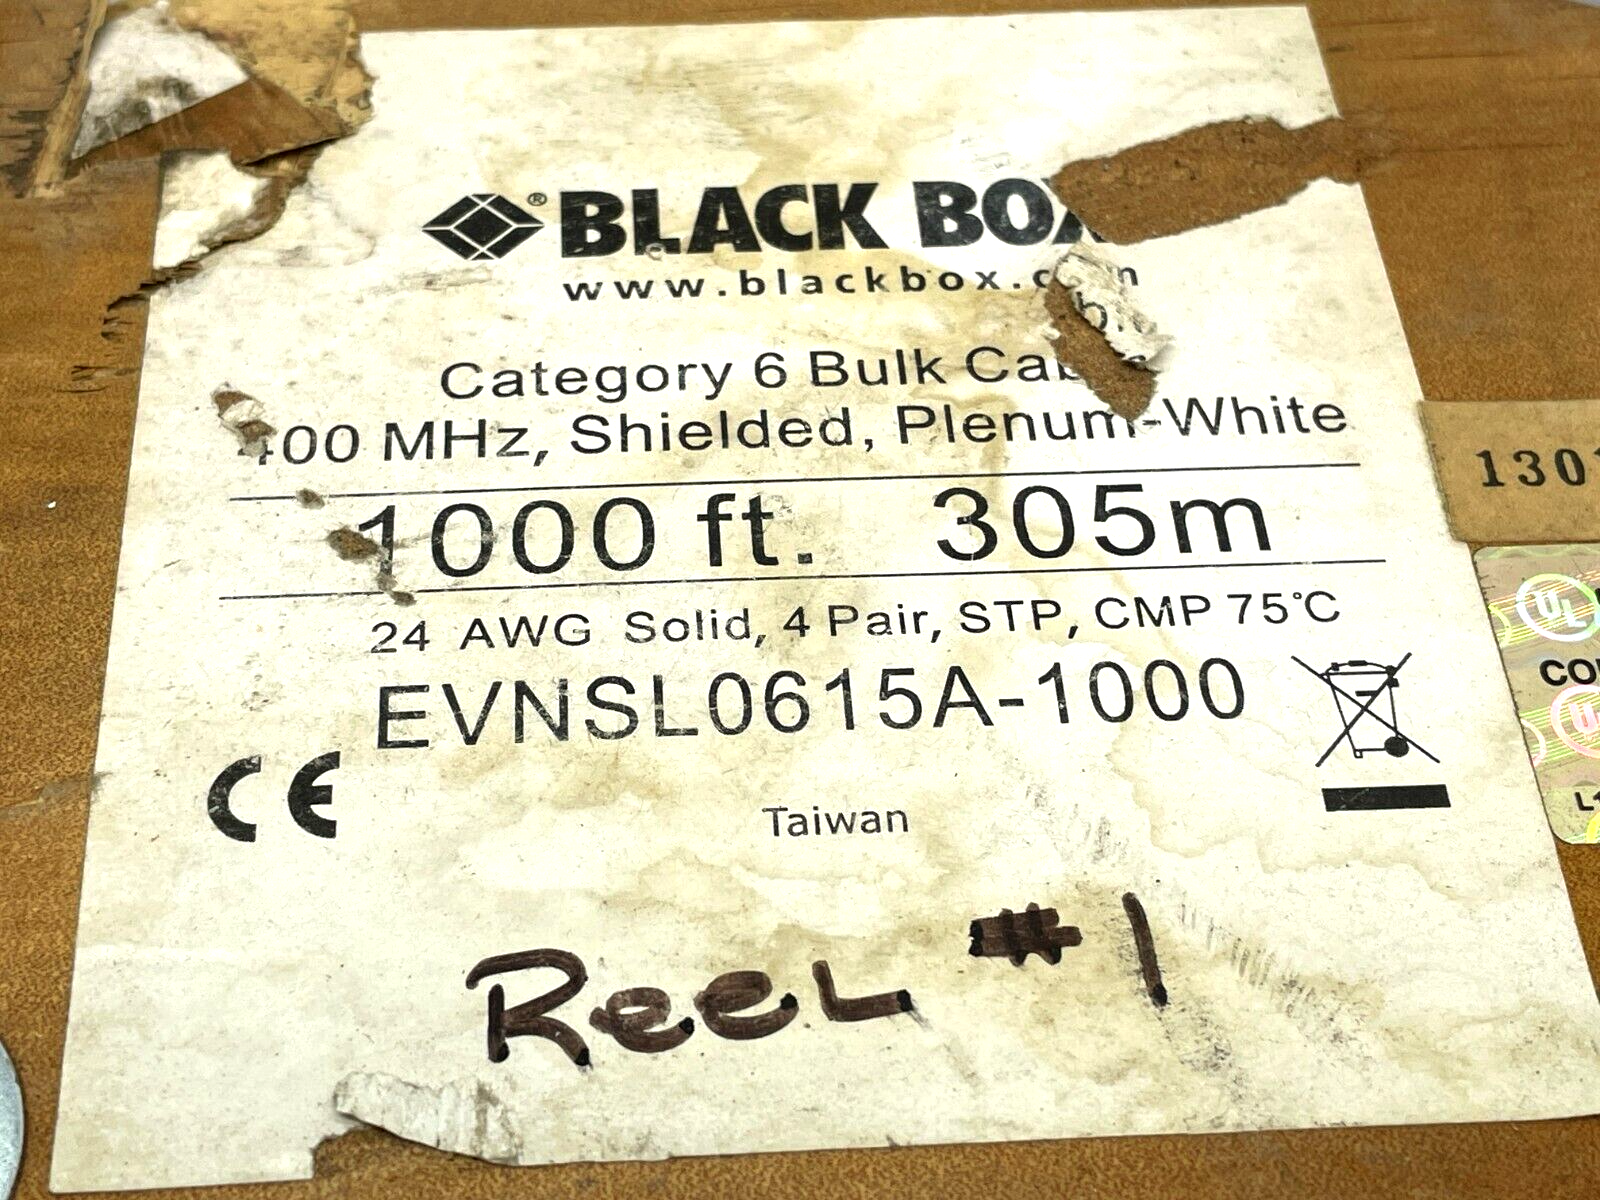 ® BLACK BOX
www.blackbox.com
Category 6 Bulk Cable
400 MHz, Shielded, Plenum-White
1000 ft. 305m
24 AWG Solid, 4 Pair, STP, CMP 75°C
EVNSL0615A-1000
CE
Taiwan
Reel #1
1301
UL